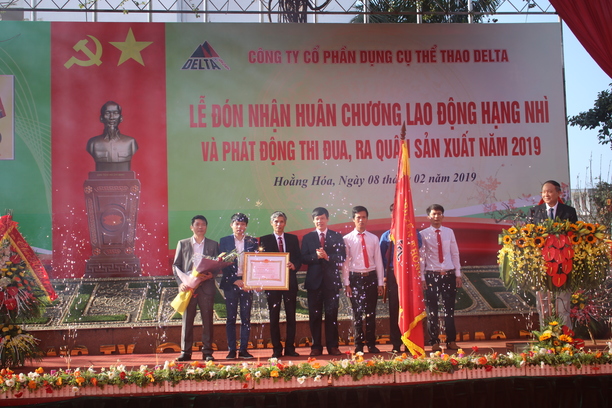 DELTA
CÔNG TY CỔ PHẦN DỤNG CỤ THỂ THAO DELTA
LỄ ĐÓN NHẬN HUÂN CHƯƠNG LAO ĐỘNG HẠNG NHÌ
VÀ PHÁT ĐỘNG THI ĐUA, RA QUÂN SẢN XUẤT NĂM 2019
Hoằng Hóa, Ngày 08 tháng 02 năm 2019